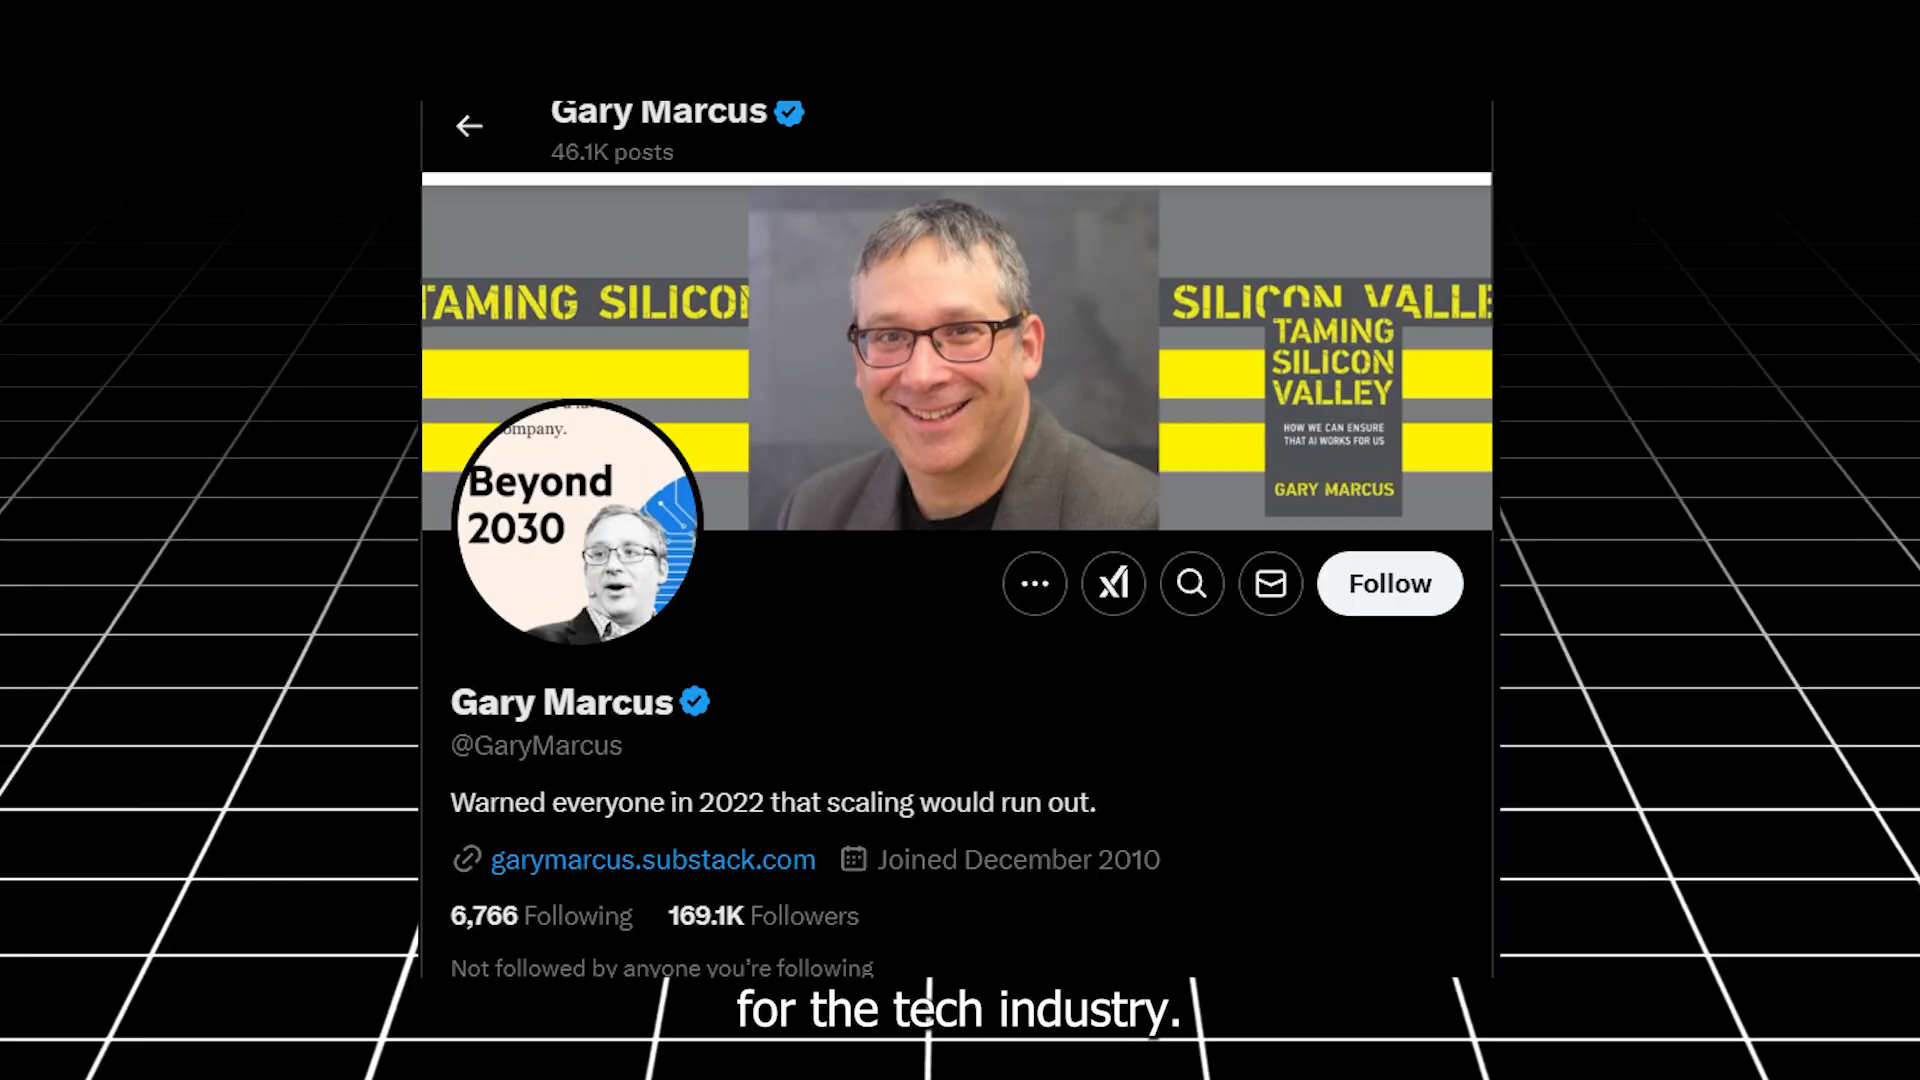 Gary Marcus
46.1K posts
TAMING SILICON
SILICON VALLE
TAMING
SILICON
VALLEY
HOW WE CAN ENSURE
THAT AI WORKS FOR US
GARY MARCUS
ompany.
Beyond
2030
Follow
Gary Marcus
@GaryMarcus
Warned everyone in 2022 that scaling would run out.
garymarcus.substack.com Joined December 2010
6,766 Following 169.1K Followers
Not followed by anyone you're following
for the tech industry.